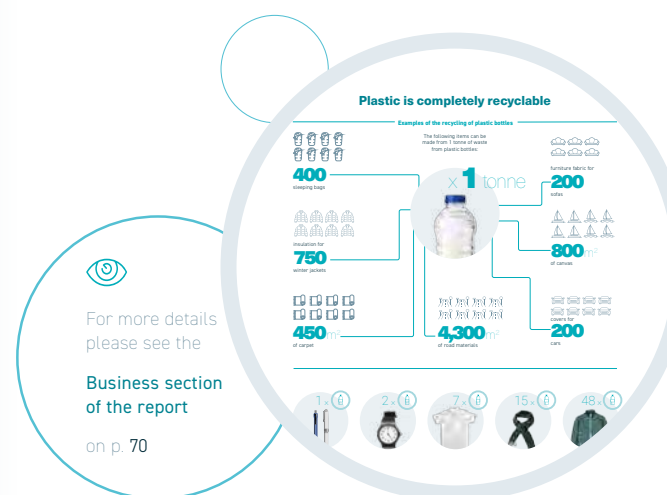 Plastic is completely recyclable
Examples of the recycling of plastic bottles
The following items can be
made from 1 tonne of waste
from plastic bottles:
x 1 tonne
400
sleeping bags
insulation for
750
winter jackets
450 m²
of carpet
4,300 m²
of road materials
furniture fabric for
200
sofas
800 m²
of canvas
covers for
200
cars
1 x
2 x
7 x
15 x
48 x
For more details
please see the
Business section
of the report
on p. 70